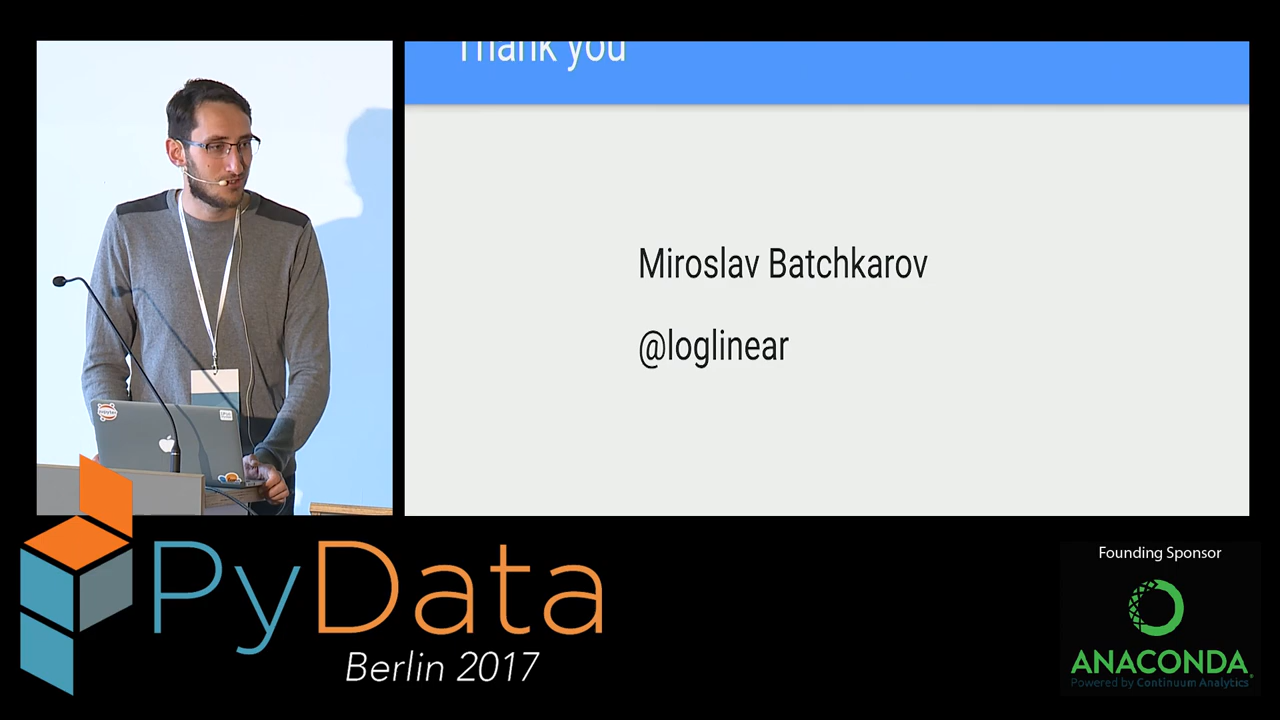 Thank you
Miroslav Batchkarov
@loglinear
PyData
Berlin 2017
Founding Sponsor
ANACONDA
Powered by Continuum Analytics